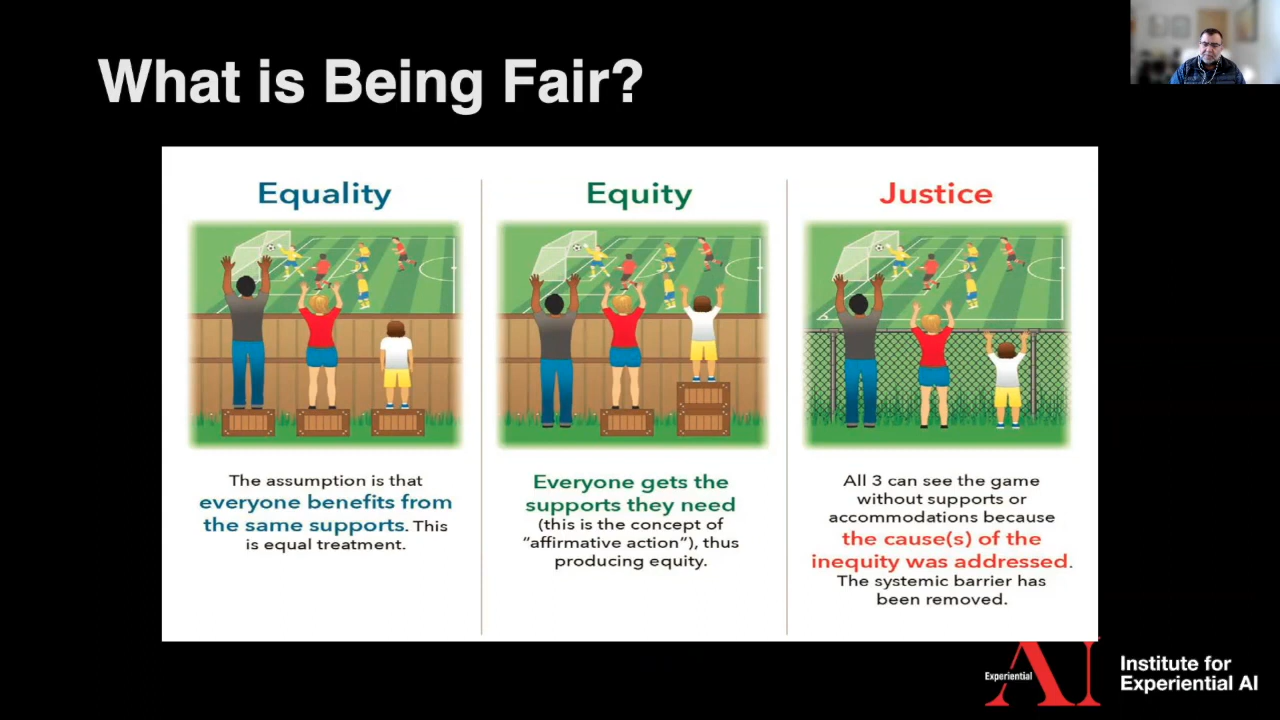 What is Being Fair?
Equality
The assumption is that
everyone benefits from
the same supports. This
is equal treatment.
Equity
Everyone gets the
supports they need
(this is the concept of
“affirmative action”), thus
producing equity.
Justice
All 3 can see the game
without supports or
accommodations because
the cause(s) of the
inequity was addressed.
The systemic barrier has
been removed.
Experiential
AI
Institute for
Experiential AI